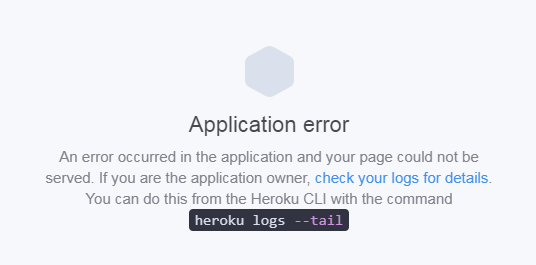 Application error
An error occurred in the application and your page could not be
served. If you are the application owner, check your logs for details.
You can do this from the Heroku CLI with the command
heroku logs --tail